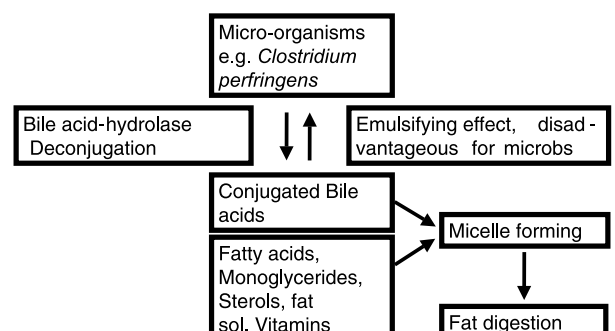 Micro-organisms
e.g. Clostridium
perfringens
Bile acid-hydrolase
Deconjugation
Emulsifying effect, disad-
vantageous for microbs
Conjugated Bile
acids
Micelle forming
Fatty acids,
Monoglycerides,
Sterols, fat
sol. Vitamins
Fat digestion